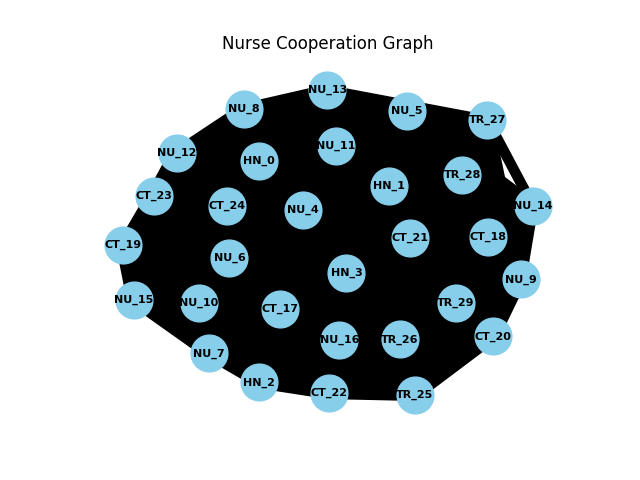 Nurse Cooperation Graph
NU_13
NU_8
NU_5
TR_27
NU_11
NU_12
HN_0
TR_28
HN_1
CT_23
CT_24
NU_4
NU_14
CT_21
CT_18
CT_19
NU_6
HN_3
NU_9
NU_15
NU_10
CT_17
TR_29
NU_16
TR_26
CT_20
NU_7
HN_2
CT_22
TR_25